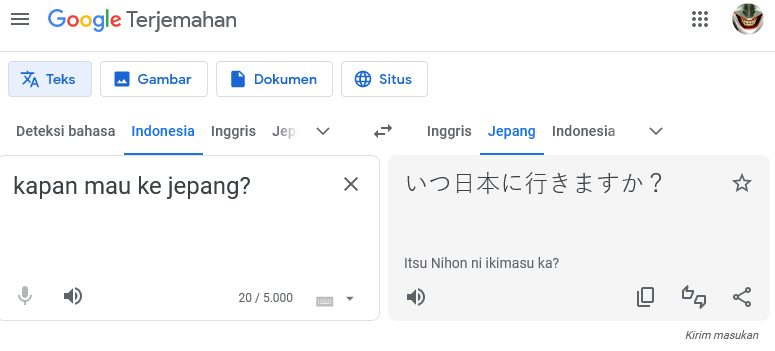 Google Terjemahan
Teks Gambar Dokumen Situs
Deteksi bahasa Indonesia Inggris Jep Inggris Jepang Indonesia
kapan mau ke jepang?
いつ日本に行きますか？
Itsu Nihon ni ikimasu ka?
20 / 5.000
Kirim masukan